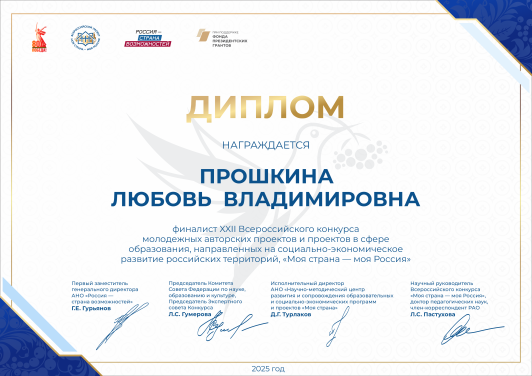 РОССИЯ —
СТРАНА
ВОЗМОЖНОСТЕЙ
ПРИ ПОДДЕРЖКЕ
ФОНДА
ПРЕЗИДЕНТСКИХ
ГРАНТОВ
ДИПЛОМ
НАГРАЖДАЕТСЯ
ПРОШКИНА
ЛЮБОВЬ ВЛАДИМИРОВНА
финалист XXII Всероссийского конкурса
молодежных авторских проектов и проектов в сфере
образования, направленных на социально-экономическое
развитие российских территорий, «Моя страна — моя Россия»
Первый заместитель
генерального директора
АНО «Россия —
страна возможностей»
Г.Е. Гурьянов
Председатель Комитета
Совета Федерации по науке,
образованию и культуре,
Председатель Экспертного
совета Конкурса
Л.С. Гумерова
Исполнительный директор
АНО «Научно-методический центр
развития и сопровождения образовательных
и социально-экономических программ
и проектов «Моя страна»
Д.Г. Турлаков
Научный руководитель
Всероссийского конкурса
«Моя страна — моя Россия»,
доктор педагогических наук,
член-корреспондент РАО
Л.С. Пастухова
2025 год